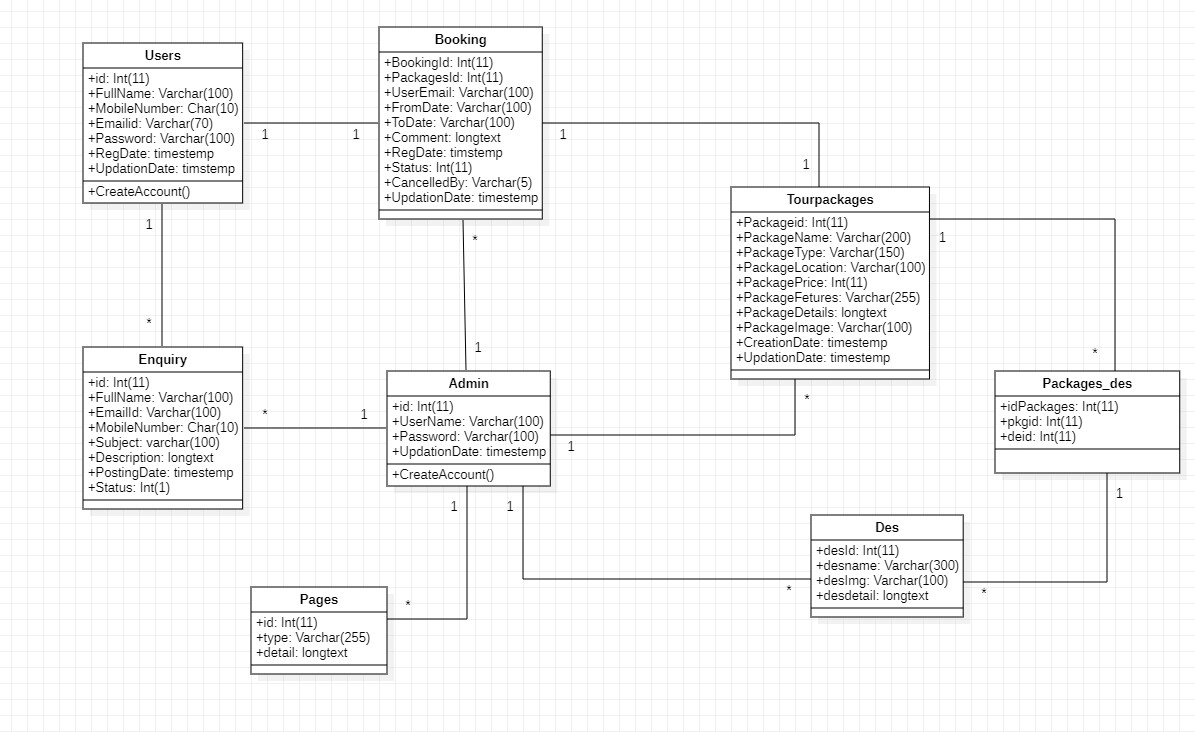 Users
+id: Int(11)
+FullName: Varchar(100)
+MobileNumber: Char(10)
+Emailid: Varchar(70)
+Password: Varchar(100)
+RegDate: timestemp
+UpdationDate: timstemp
+CreateAccount()
1
1
Booking
+BookingId: Int(11)
+PackagesId: Int(11)
+UserEmail: Varchar(100)
+FromDate: Varchar(100)
+ToDate: Varchar(100)
+Comment: longtext
+RegDate: timstemp
+Status: Int(11)
+CancelledBy: Varchar(5)
+UpdationDate: timestemp
1
1
Tourpackages
+Packageid: Int(11)
+PackageName: Varchar(200)
+PackageType: Varchar(150)
+PackageLocation: Varchar(100)
+PackagePrice: Int(11)
+PackageFetures: Varchar(255)
+PackageDetails: longtext
+PackageImage: Varchar(100)
+CreationDate: timestemp
+UpdationDate: timestemp
1
*
1
*
*
1
Enquiry
+id: Int(11)
+FullName: Varchar(100)
+EmailId: Varchar(100)
+MobileNumber: Char(10)
+Subject: varchar(100)
+Description: longtext
+PostingDate: timestemp
+Status: Int(1)
*
1
Admin
+id: Int(11)
+UserName: Varchar(100)
+Password: Varchar(100)
+UpdationDate: timestemp
+CreateAccount()
1
*
Packages_des
+idPackages: Int(11)
+pkgid: Int(11)
+deid: Int(11)
1
1
1
Des
+desId: Int(11)
+desname: Varchar(300)
+desImg: Varchar(100)
+desdetail: longtext
*
*
Pages
+id: Int(11)
+type: Varchar(255)
+detail: longtext
*